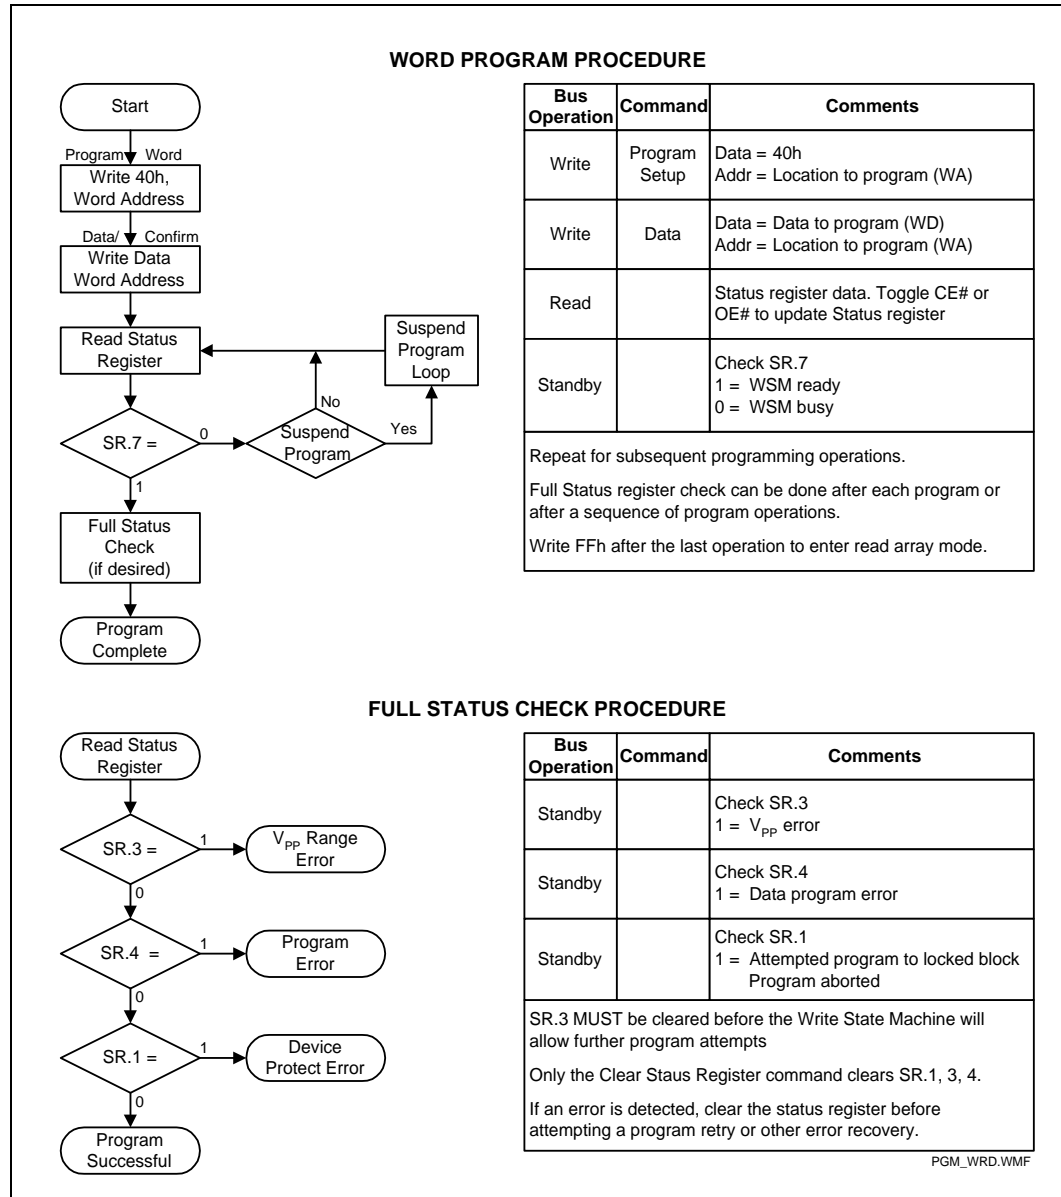 WORD PROGRAM PROCEDURE
Start
Program Word
Write 40h,
Word Address
Data/ Confirm
Write Data
Word Address
Read Status
Register
Suspend
Program
Loop
No
SR.7 =
0
Suspend
Program
Yes
1
Full Status
Check
(if desired)
Program
Complete
Bus
Operation
Command
Comments
Write
Program
Setup
Data = 40h
Addr = Location to program (WA)
Write
Data
Data = Data to program (WD)
Addr = Location to program (WA)
Read
Status register data. Toggle CE# or
OE# to update Status register
Standby
Check SR.7
1 = WSM ready
0 = WSM busy
Repeat for subsequent programming operations.
Full Status register check can be done after each program or
after a sequence of program operations.
Write FFh after the last operation to enter read array mode.
FULL STATUS CHECK PROCEDURE
Read Status
Register
SR.3 =
1
VPP Range
Error
0
SR.4 =
1
Program
Error
0
SR.1 =
1
Device
Protect Error
0
Program
Successful
Bus
Operation
Command
Comments
Standby
Check SR.3
1 = VPP error
Standby
Check SR.4
1 = Data program error
Standby
Check SR.1
1 = Attempted program to locked block
Program aborted
SR.3 MUST be cleared before the Write State Machine will
allow further program attempts
Only the Clear Staus Register command clears SR.1, 3, 4.
If an error is detected, clear the status register before
attempting a program retry or other error recovery.
PGM_WRD.WMF